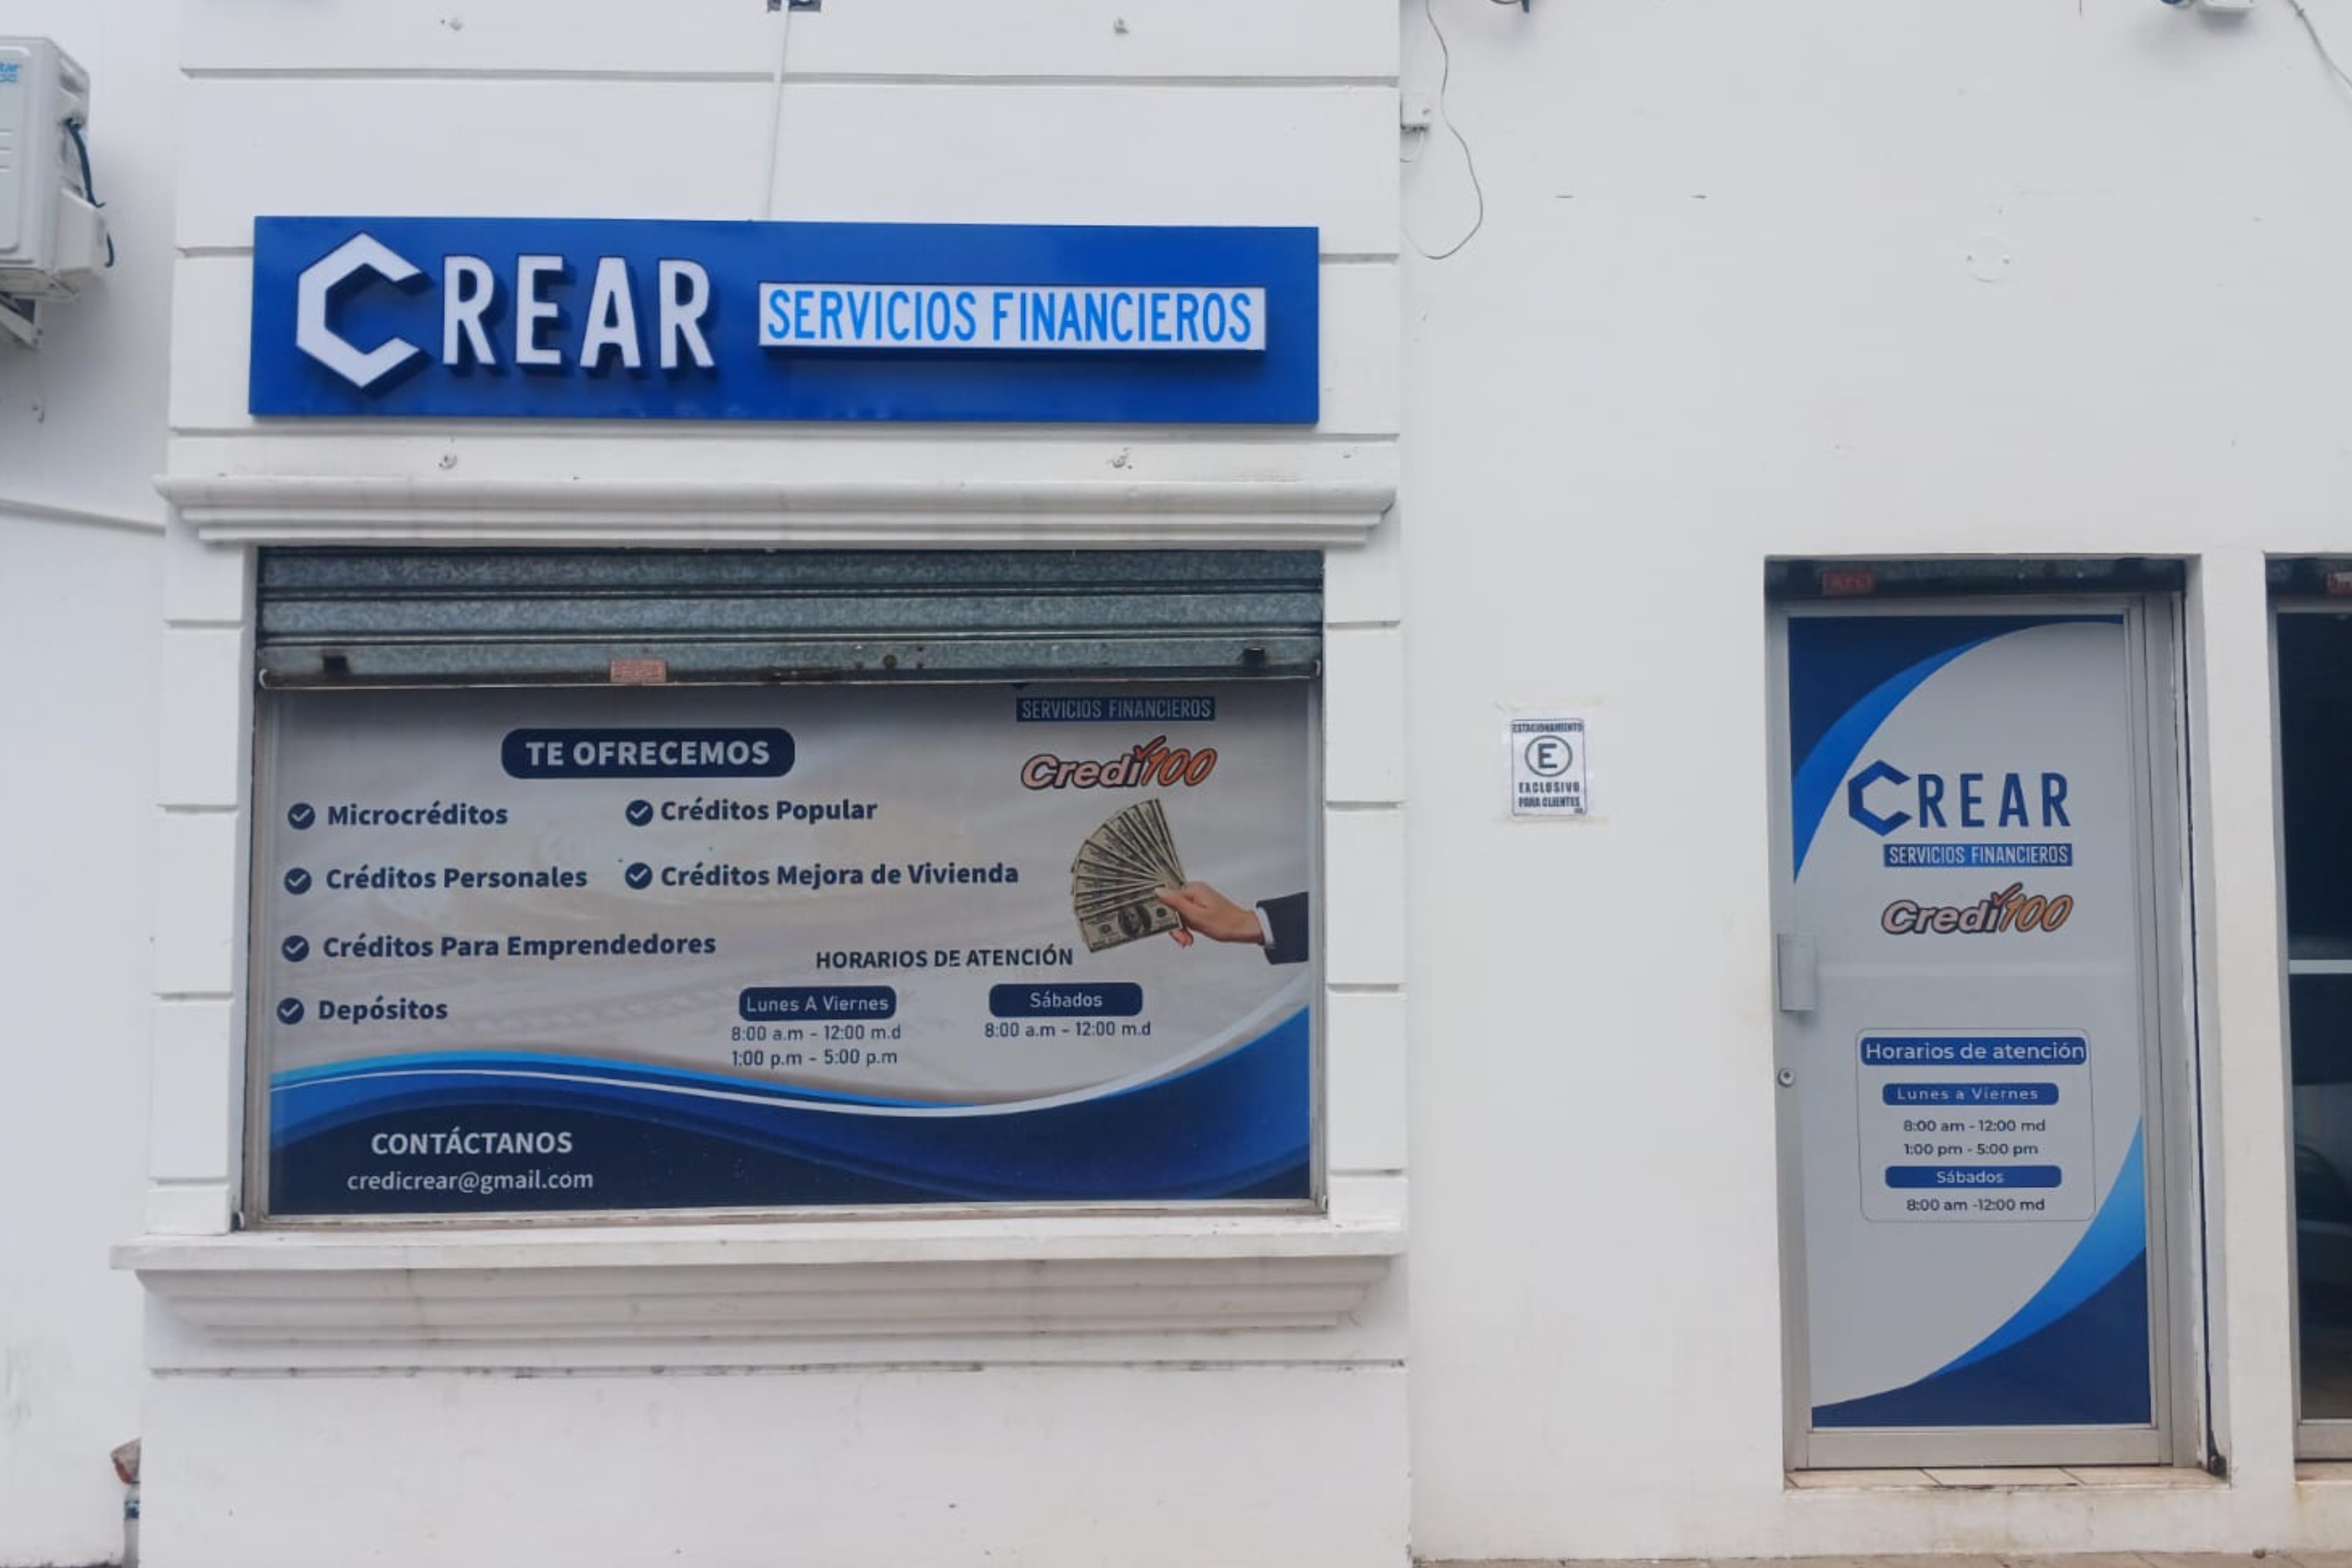 CREAR SERVICIOS FINANCIEROS
SERVICIOS FINANCIEROS
Credi100
TE OFRECEMOS
Microcréditos
Créditos Popular
Créditos Personales
Créditos Mejora de Vivienda
Créditos Para Emprendedores
Depósitos
HORARIOS DE ATENCIÓN
Lunes A Viernes
8:00 a.m - 12:00 m.d
1:00 p.m - 5:00 p.m
Sábados
8:00 a.m - 12:00 m.d
CONTÁCTANOS
credicrear@gmail.com
ESTACIONAMIENTO
E
EXCLUSIVO
PARA CLIENTES
CREAR
SERVICIOS FINANCIEROS
Credi100
Horarios de atención
Lunes a Viernes
8:00 am - 12:00 md
1:00 pm - 5:00 pm
Sábados
8:00 am -12:00 md